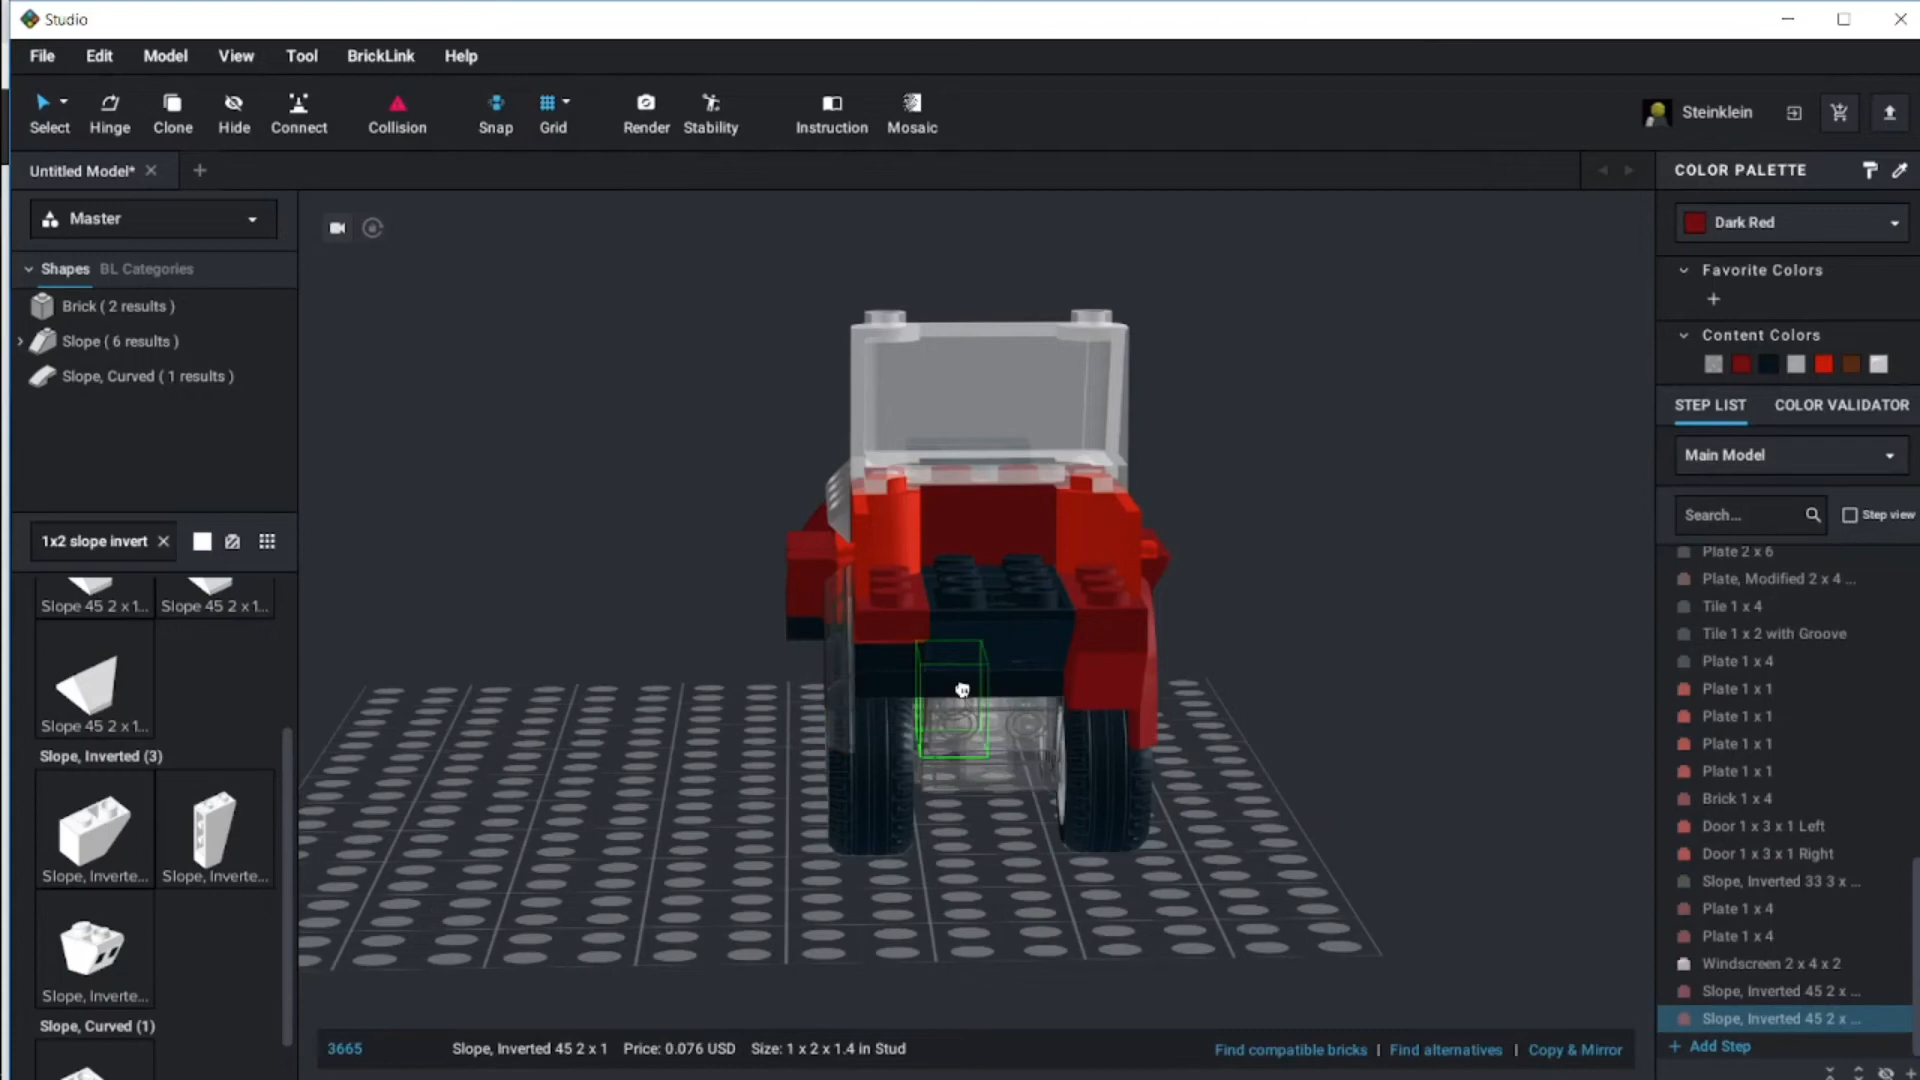 Studio
File Edit Model View Tool BrickLink Help
Select Hinge Clone Hide Connect Collision Snap Grid Render Stability Instruction Mosaic
Steinklein
Untitled Model*
Master
Shapes BL Categories
Brick ( 2 results )
Slope ( 6 results )
Slope, Curved ( 1 results )
1x2 slope invert
Slope 45 2 x 1... Slope 45 2 x 1...
Slope 45 2 x 1...
Slope, Inverted (3)
Slope, Inverte... Slope, Inverte...
Slope, Inverte...
Slope, Curved (1)
3665 Slope, Inverted 45 2 x 1 Price: 0.076 USD Size: 1 x 2 x 1.4 in Stud
Find compatible bricks | Find alternatives | Copy & Mirror
COLOR PALETTE
Dark Red
Favorite Colors
Content Colors
STEP LIST COLOR VALIDATOR
Main Model
Search... Step view
Plate 2 x 6
Plate, Modified 2 x 4 ...
Tile 1 x 4
Tile 1 x 2 with Groove
Plate 1 x 4
Plate 1 x 1
Plate 1 x 1
Plate 1 x 1
Plate 1 x 1
Brick 1 x 4
Door 1 x 3 x 1 Left
Door 1 x 3 x 1 Right
Slope, Inverted 33 3 x ...
Plate 1 x 4
Plate 1 x 4
Windscreen 2 x 4 x 2
Slope, Inverted 45 2 x ...
Slope, Inverted 45 2 x ...
+ Add Step